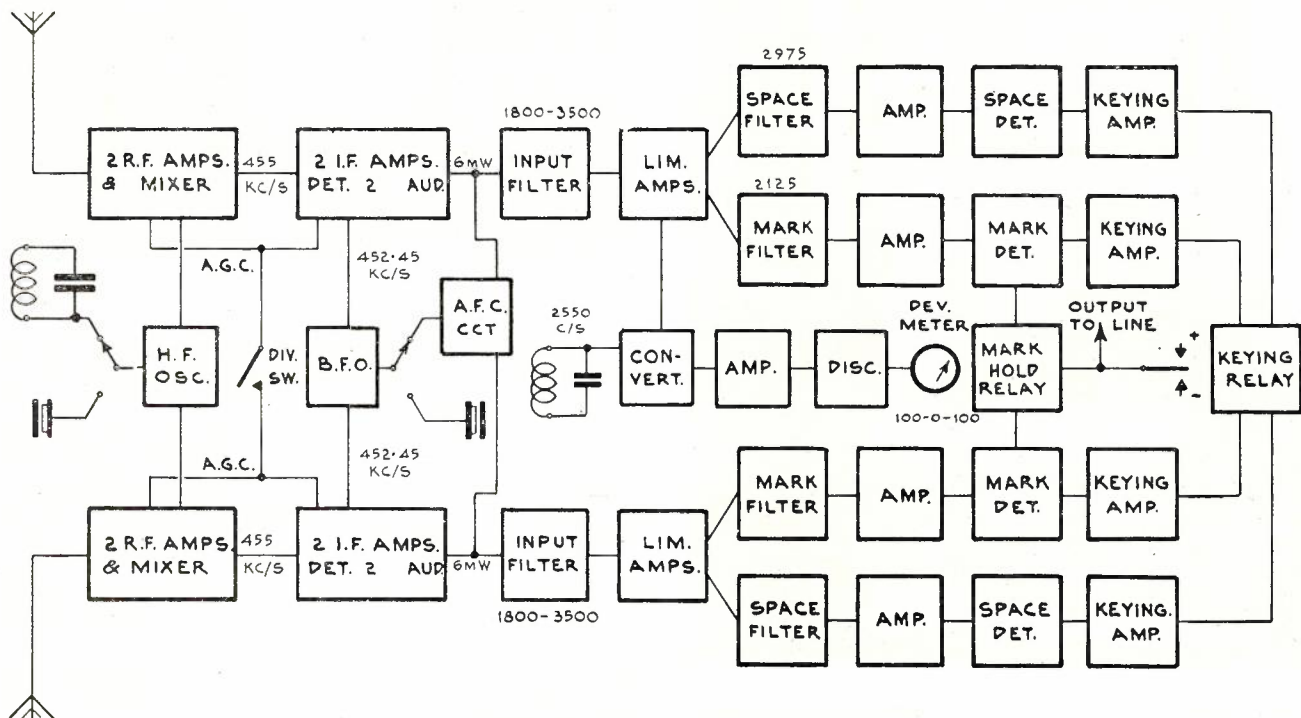 2975
SPACE FILTER
AMP.
SPACE DET.
KEYING AMP.
2 R.F. AMPS. & MIXER
455 KC/S
2 I.F. AMPS. DET. 2 AUD.
6MW
1800-3500
INPUT FILTER
LIM. AMPS.
2125
MARK FILTER
AMP.
MARK DET.
KEYING AMP.
A.G.C.
452·45 KC/S
H.F. OSC.
DIV. SW.
B.F.O.
A.F.C. CCT
2550 C/S
CON-
VERT.
AMP.
DISC.
DEV. METER
100-0-100
MARK HOLD RELAY
OUTPUT TO LINE
+
-
KEYING RELAY
A.G.C.
452·45 KC/S
2 R.F. AMPS. & MIXER
455 KC/S
2 I.F. AMPS. DET. 2 AUD.
6MW
INPUT FILTER
1800-3500
LIM. AMPS.
MARK FILTER
AMP.
MARK DET.
KEYING AMP.
SPACE FILTER
AMP.
SPACE DET.
KEYING. AMP.